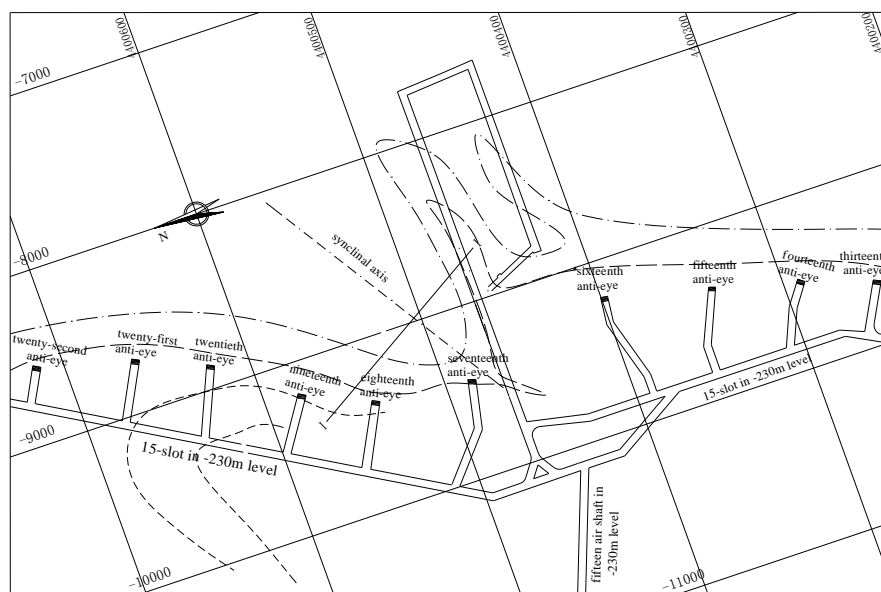 4400600
4400500
4400400
4400300
4400200
−7000
N
−8000
synclinal axis
sixteenth
anti-eye
fifteenth
anti-eye
fourteenth
anti-eye
thirteenth
anti-eye
twenty-second
anti-eye
twenty-first
anti-eye
twentieth
anti-eye
nineteenth
anti-eye
eighteenth
anti-eye
seventeenth
anti-eye
15-slot in -230m level
−9000
15-slot in -230m level
fifteen air shaft in
-230m level
−10000
−11000